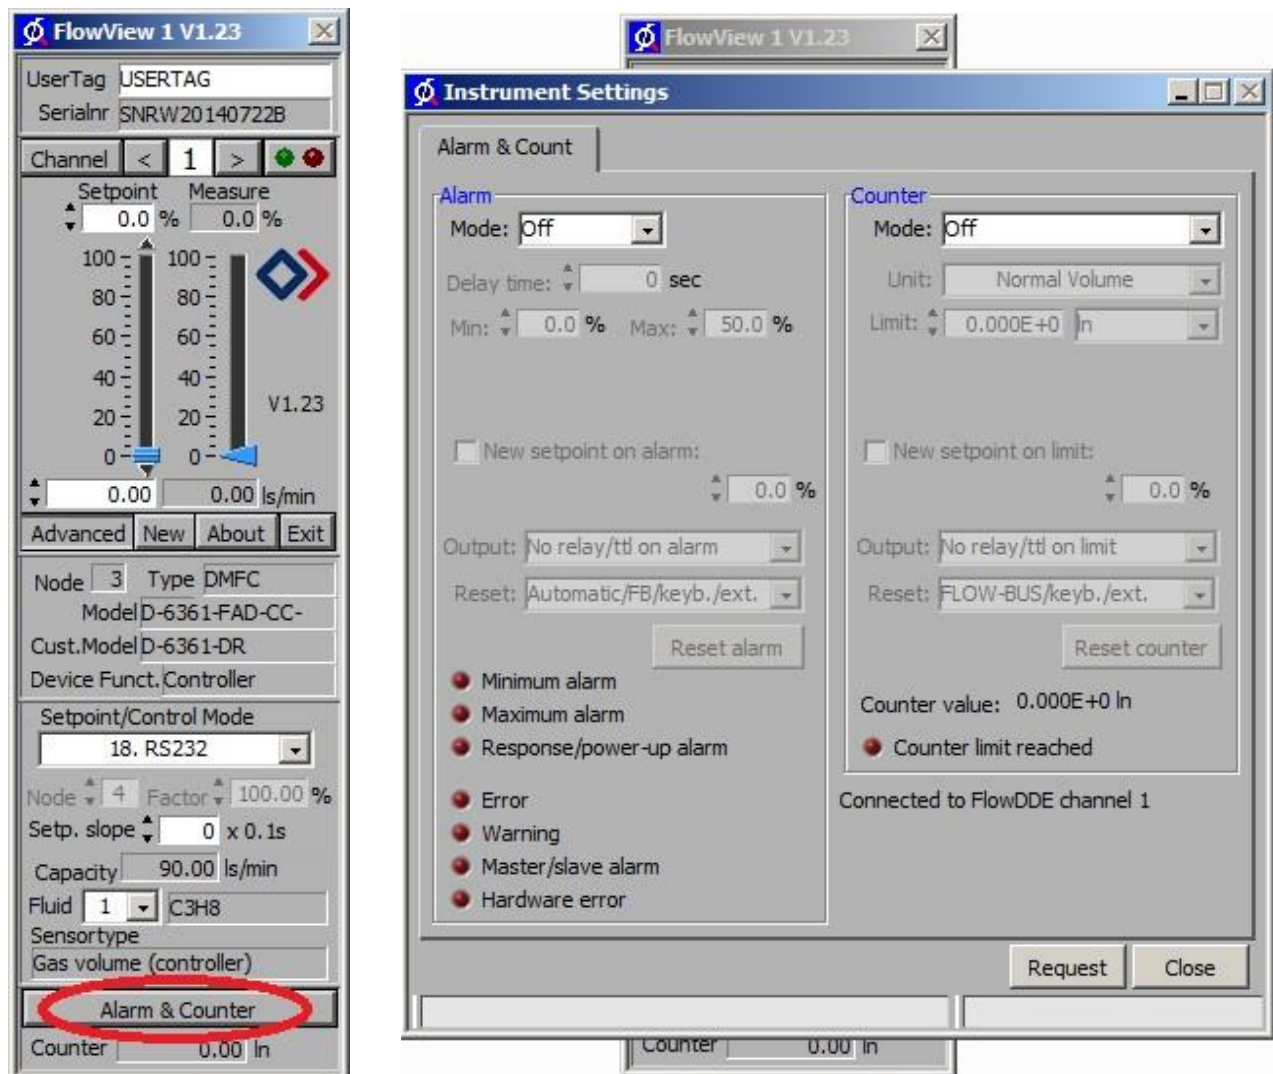 FlowView 1 V1.23
UserTag USERTAG
Serialnr SNRW20140722B
Channel < 1 >
Setpoint Measure
0.0 % 0.0 %
100 100
80 80
60 60
40 40
V1.23
20 20
0 0
0.00 0.00 ls/min
Advanced New About Exit
Node 3 Type DMFC
Model D-6361-FAD-CC-
Cust.Model D-6361-DR
Device Funct. Controller
Setpoint/Control Mode
18. RS232
Node 4 Factor 100.00 %
Setp. slope 0 x 0.1s
Capacity 90.00 ls/min
Fluid 1 C3H8
Sensortype
Gas volume (controller)
Alarm & Counter
Counter 0.00 ln
FlowView 1 V1.23
Instrument Settings
Alarm & Count
Alarm
Mode: Off
Delay time: 0 sec
Min: 0.0 % Max: 50.0 %
New setpoint on alarm:
0.0 %
Output: No relay/ttl on alarm
Reset: Automatic/FB/keyb./ext.
Reset alarm
Minimum alarm
Maximum alarm
Response/power-up alarm
Error
Warning
Master/slave alarm
Hardware error
Counter
Mode: Off
Unit: Normal Volume
Limit: 0.000E+0 ln
New setpoint on limit:
0.0 %
Output: No relay/ttl on limit
Reset: FLOW-BUS/keyb./ext.
Reset counter
Counter value: 0.000E+0 ln
Counter limit reached
Connected to FlowDDE channel 1
Request Close
Counter 0.00 ln